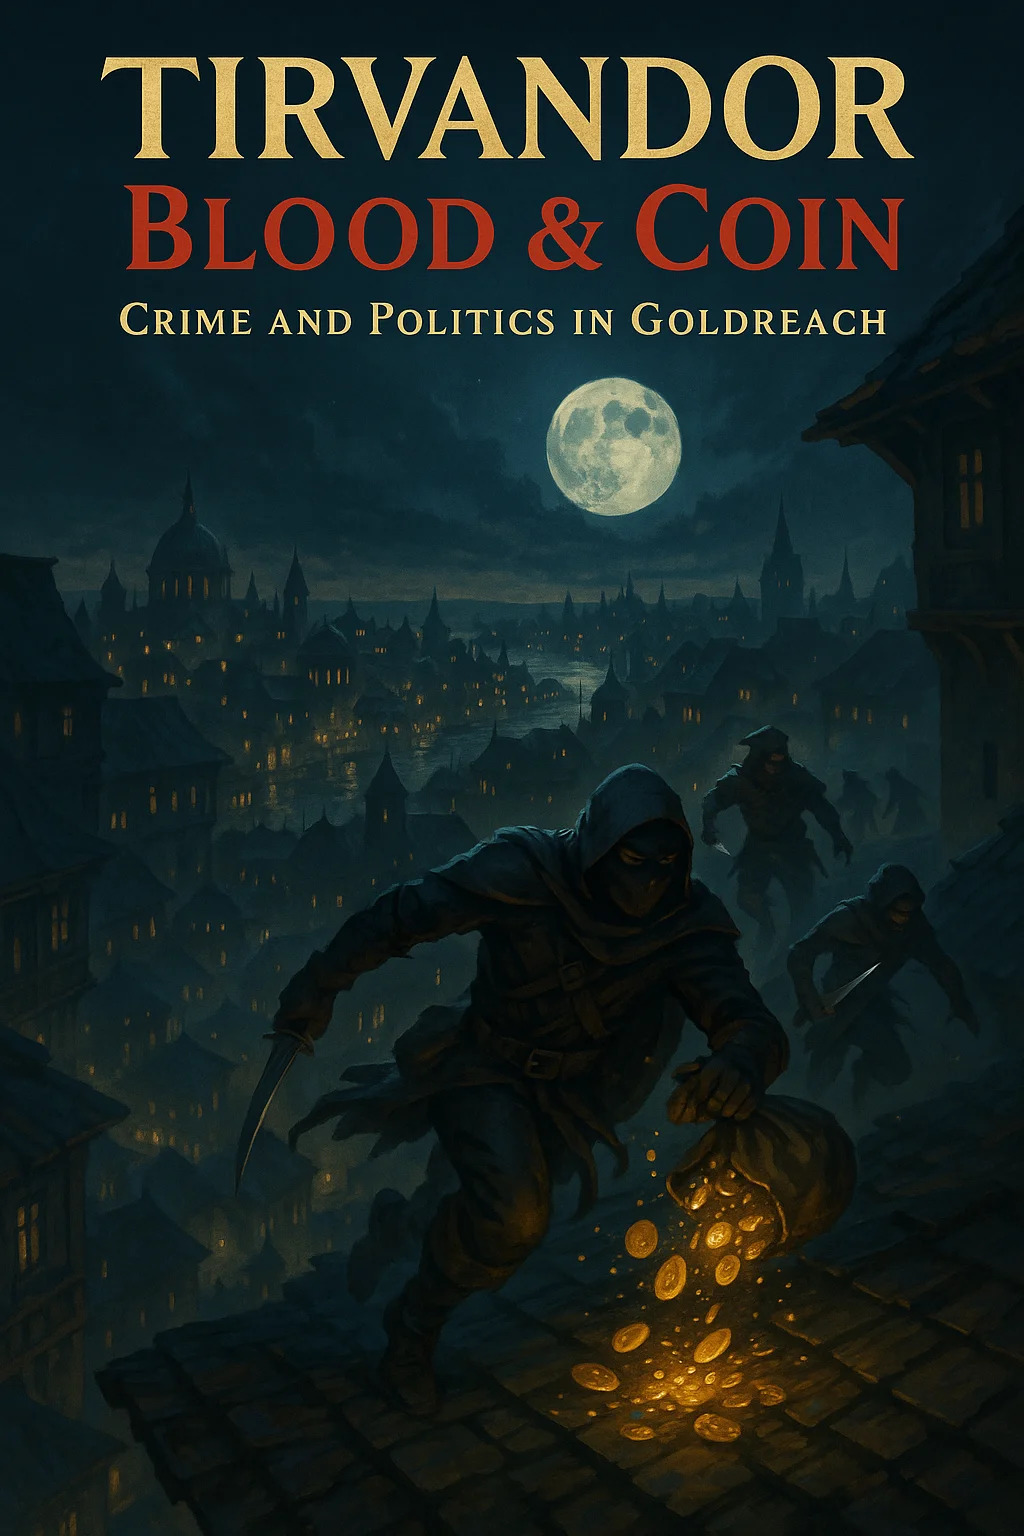 TIRVANDOR
BLOOD & COIN
CRIME AND POLITICS IN GOLDREACH